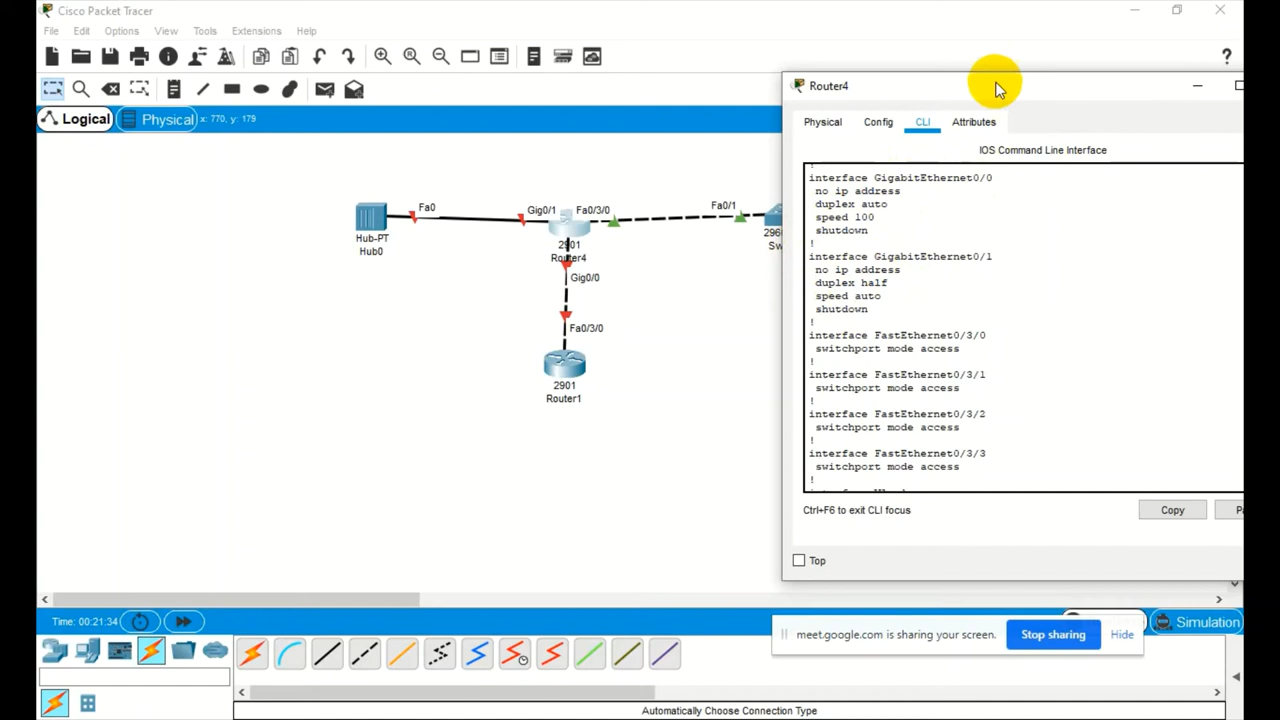 Cisco Packet Tracer
File Edit Options View Tools Extensions Help
?
Logical Physical x: 770, y: 179
Fa0
Gig0/1
Fa0/3/0
Fa0/1
Hub-PT
Hub0
2901
Router4
Gig0/0
Fa0/3/0
2901
Router1
Router4
Physical Config CLI Attributes
IOS Command Line Interface
!
interface GigabitEthernet0/0
no ip address
duplex auto
speed 100
shutdown
!
interface GigabitEthernet0/1
no ip address
duplex half
speed auto
shutdown
!
interface FastEthernet0/3/0
switchport mode access
!
interface FastEthernet0/3/1
switchport mode access
!
interface FastEthernet0/3/2
switchport mode access
!
interface FastEthernet0/3/3
switchport mode access
!
Ctrl+F6 to exit CLI focus
Copy
Top
Time: 00:21:34
Simulation
meet.google.com is sharing your screen. Stop sharing Hide
Automatically Choose Connection Type